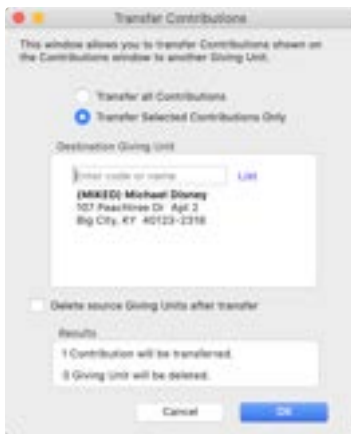 Transfer Contributions
This window allows you to transfer Contributions shown on
the Contributions window to another Giving Unit.
Transfer all Contributions
Transfer Selected Contributions Only
Destination Giving Unit
Enter code or name
List
(MIKED) Michael Disney
107 Peachtree Dr Apt 2
Big City, KY 40123-2318
Delete source Giving Units after transfer
Results
1 Contribution will be transferred.
0 Giving Unit will be deleted.
Cancel
OK